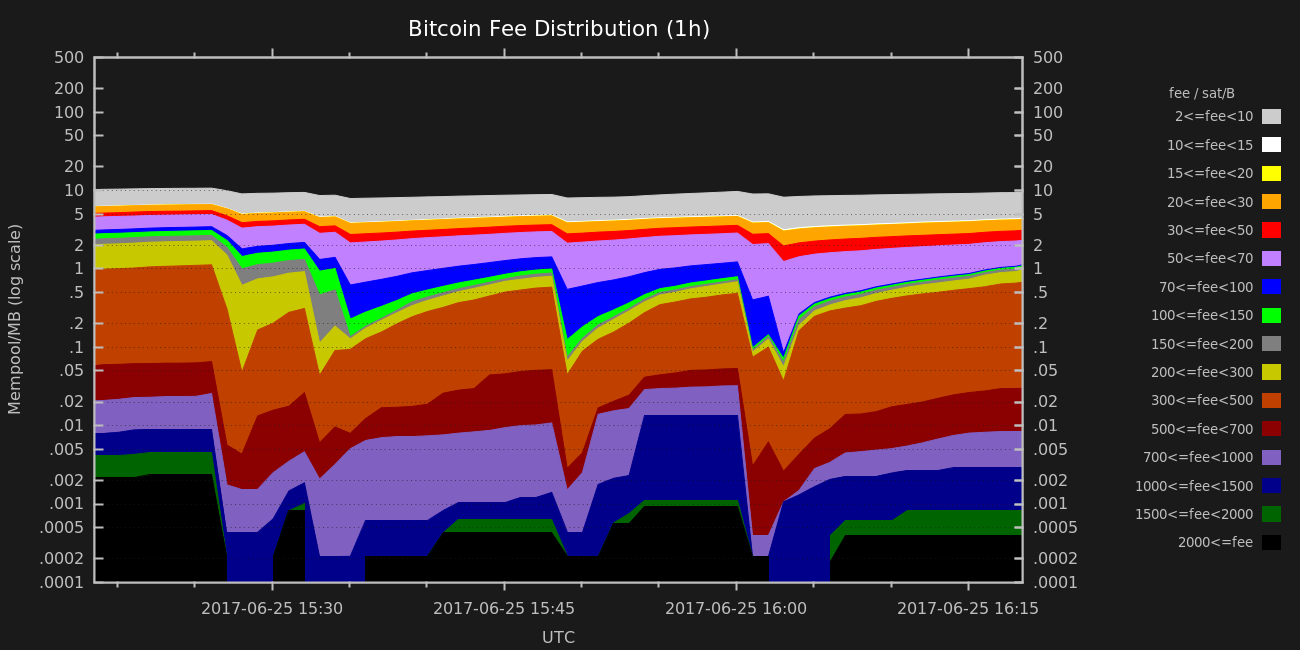 Bitcoin Fee Distribution (1h)
Mempool/MB (log scale)
500
200
100
50
20
10
5
2
1
.5
.2
.1
.05
.02
.01
.005
.002
.001
.0005
.0002
.0001
500
200
100
50
20
10
5
2
1
.5
.2
.1
.05
.02
.01
.005
.002
.001
.0005
.0002
.0001
2017-06-25 15:30
2017-06-25 15:45
2017-06-25 16:00
2017-06-25 16:15
UTC
fee / sat/B
2<=fee<10
10<=fee<15
15<=fee<20
20<=fee<30
30<=fee<50
50<=fee<70
70<=fee<100
100<=fee<150
150<=fee<200
200<=fee<300
300<=fee<500
500<=fee<700
700<=fee<1000
1000<=fee<1500
1500<=fee<2000
2000<=fee